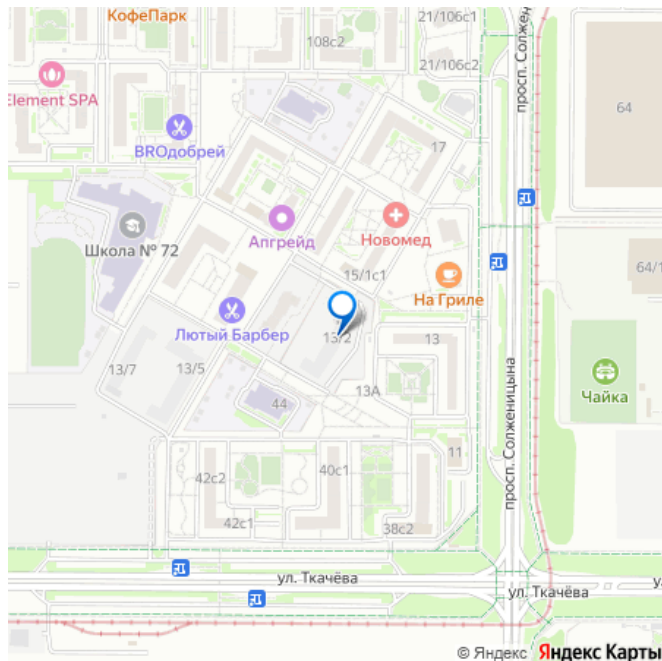 КофеПарк
108с2
21/106с1
21/106с2
просп. Солжен
Element SPA
64
BROдобрей
17
Школа № 72
Апгрейд
Новомед
15/1с1
На Гриле
64/1
Лютый Барбер
13/2
13
13/7
13/5
13А
Чайка
44
42с2
40с1
11
просп. Солженицына
42с1
38с2
ул. Ткачёва
ул. Ткачёва
© Яндекс Яндекс Карты